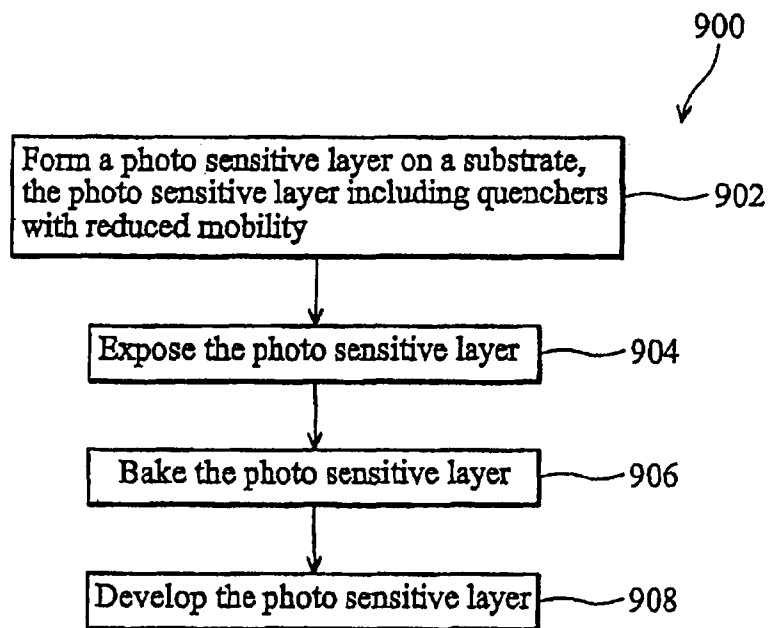 900
Form a photo sensitive layer on a substrate,
the photo sensitive layer including quenchers
with reduced mobility
902
Expose the photo sensitive layer
904
Bake the photo sensitive layer
906
Develop the photo sensitive layer
908